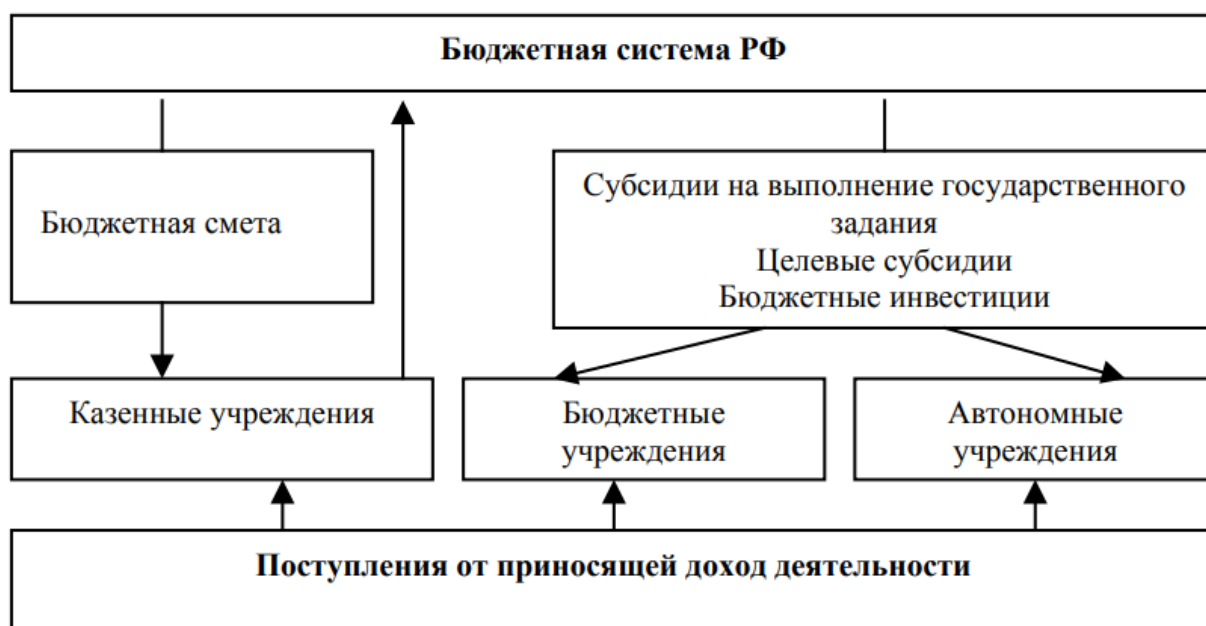 Бюджетная система РФ
Бюджетная смета
Субсидии на выполнение государственного
задания
Целевые субсидии
Бюджетные инвестиции
Казенные учреждения
Бюджетные
учреждения
Автономные
учреждения
Поступления от приносящей доход деятельности